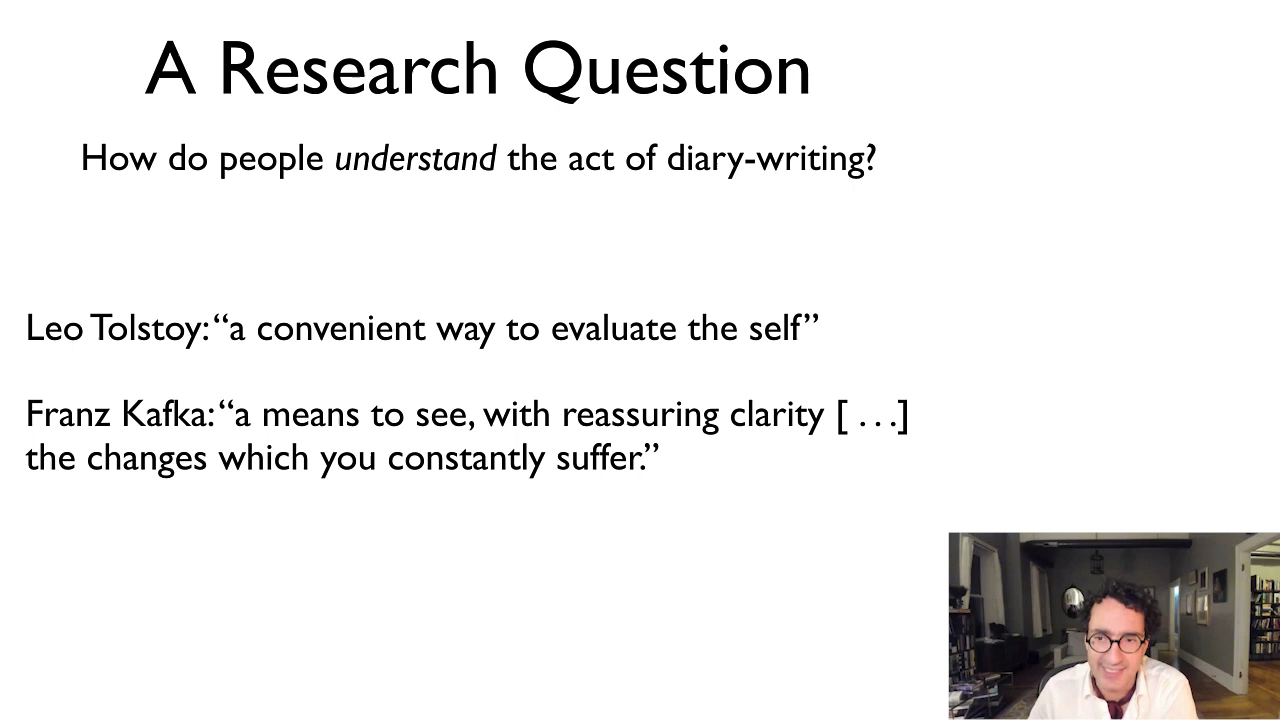 A Research Question
How do people understand the act of diary-writing?
Leo Tolstoy: “a convenient way to evaluate the self”
Franz Kafka: “a means to see, with reassuring clarity [ . . .]
the changes which you constantly suffer.”